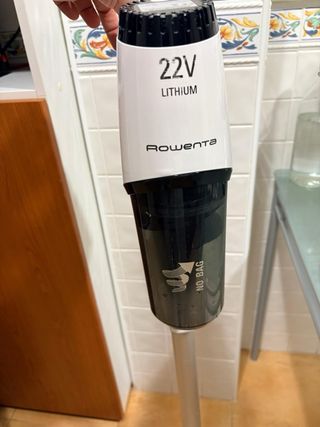 22V
LITHIUM
Rowenta
NO BAG